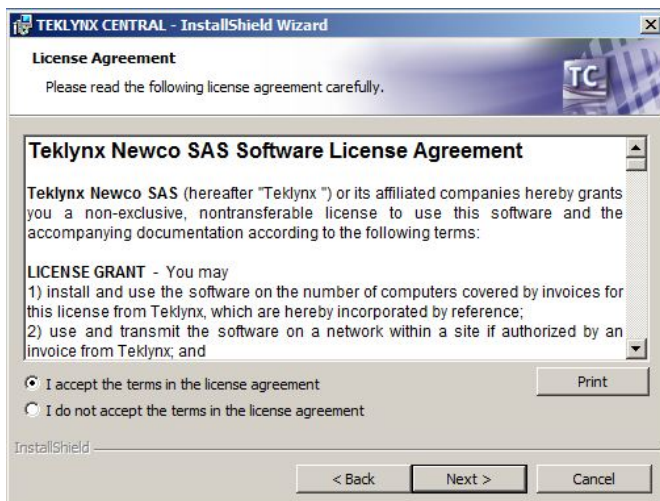 TEKLYNX CENTRAL - InstallShield Wizard
License Agreement
Please read the following license agreement carefully.
TC
Teklynx Newco SAS Software License Agreement
Teklynx Newco SAS (hereafter "Teklynx ") or its affiliated companies hereby grants
you a non-exclusive, nontransferable license to use this software and the
accompanying documentation according to the following terms:
LICENSE GRANT - You may
1) install and use the software on the number of computers covered by invoices for
this license from Teklynx, which are hereby incorporated by reference;
2) use and transmit the software on a network within a site if authorized by an
invoice from Teklynx; and
I accept the terms in the license agreement
Print
I do not accept the terms in the license agreement
InstallShield
< Back
Next >
Cancel